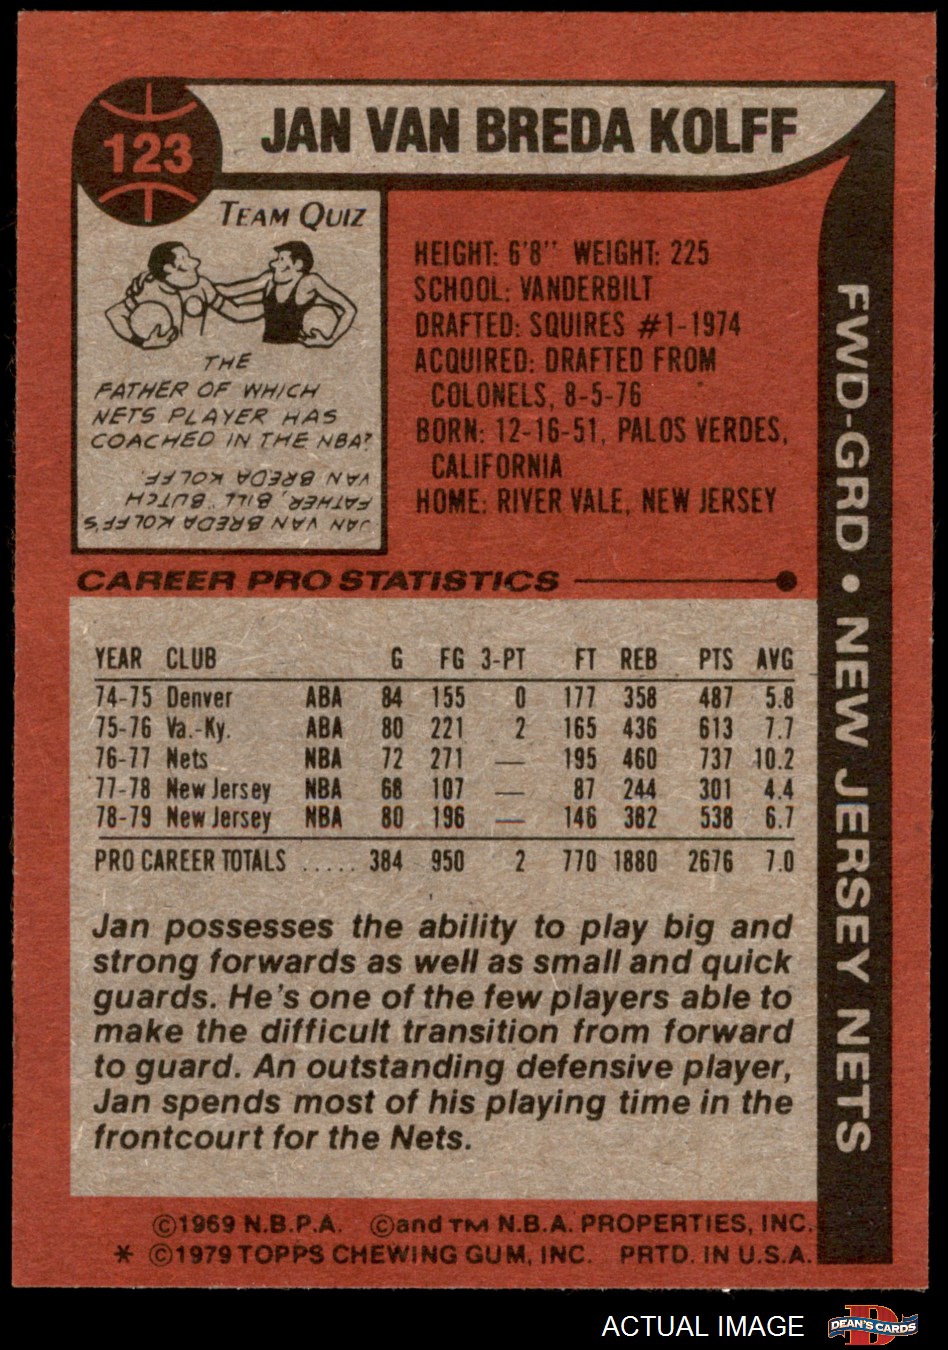 123
JAN VAN BREDA KOLFF
TEAM QUIZ
THE
FATHER OF WHICH
NETS PLAYER HAS
COACHED IN THE NBA?
JAN VAN BREDA KOLFF'S
FATHER, BILL "BUTCH"
VAN BREDA KOLFF.
HEIGHT: 6'8'' WEIGHT: 225
SCHOOL: VANDERBILT
DRAFTED: SQUIRES #1-1974
ACQUIRED: DRAFTED FROM
COLONELS, 8-5-76
BORN: 12-16-51, PALOS VERDES,
CALIFORNIA
HOME: RIVER VALE, NEW JERSEY
FWD-GRD • NEW JERSEY NETS
CAREER PRO STATISTICS
YEAR CLUB G FG 3-PT FT REB PTS AVG
74-75 Denver ABA 84 155 0 177 358 487 5.8
75-76 Va.-Ky. ABA 80 221 2 165 436 613 7.7
76-77 Nets NBA 72 271 — 195 460 737 10.2
77-78 New Jersey NBA 68 107 — 87 244 301 4.4
78-79 New Jersey NBA 80 196 — 146 382 538 6.7
PRO CAREER TOTALS ..... 384 950 2 770 1880 2676 7.0
Jan possesses the ability to play big and
strong forwards as well as small and quick
guards. He's one of the few players able to
make the difficult transition from forward
to guard. An outstanding defensive player,
Jan spends most of his playing time in the
frontcourt for the Nets.
©1969 N.B.P.A. ©and TM N.B.A. PROPERTIES, INC.
* ©1979 TOPPS CHEWING GUM, INC. PRTD. IN U.S.A.
ACTUAL IMAGE
DEAN'S CARDS